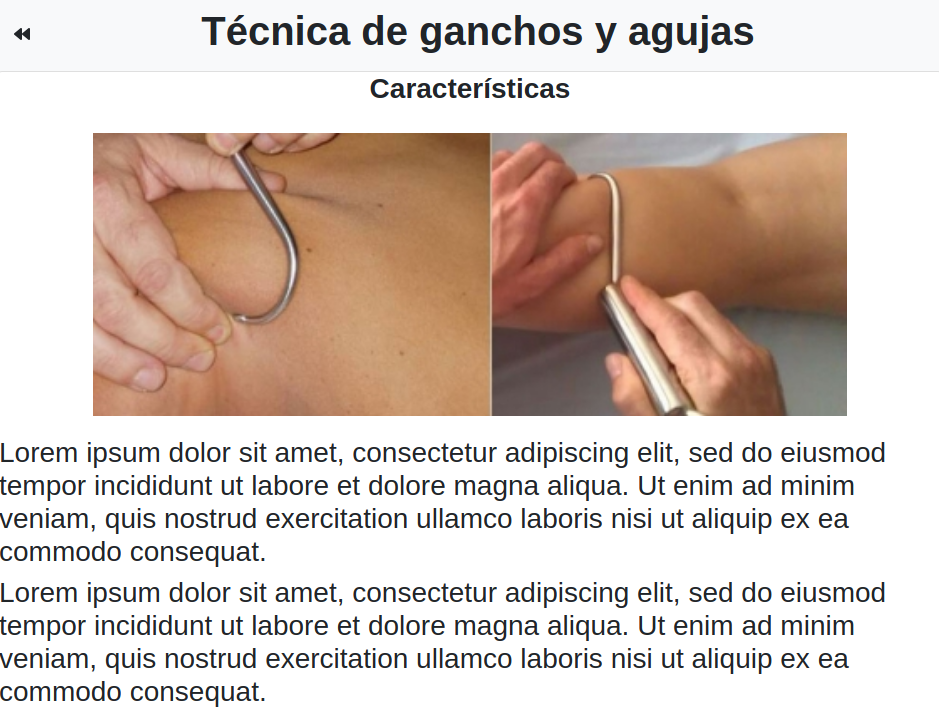 Técnica de ganchos y agujas
Características
Lorem ipsum dolor sit amet, consectetur adipiscing elit, sed do eiusmod
tempor incididunt ut labore et dolore magna aliqua. Ut enim ad minim
veniam, quis nostrud exercitation ullamco laboris nisi ut aliquip ex ea
commodo consequat.
Lorem ipsum dolor sit amet, consectetur adipiscing elit, sed do eiusmod
tempor incididunt ut labore et dolore magna aliqua. Ut enim ad minim
veniam, quis nostrud exercitation ullamco laboris nisi ut aliquip ex ea
commodo consequat.